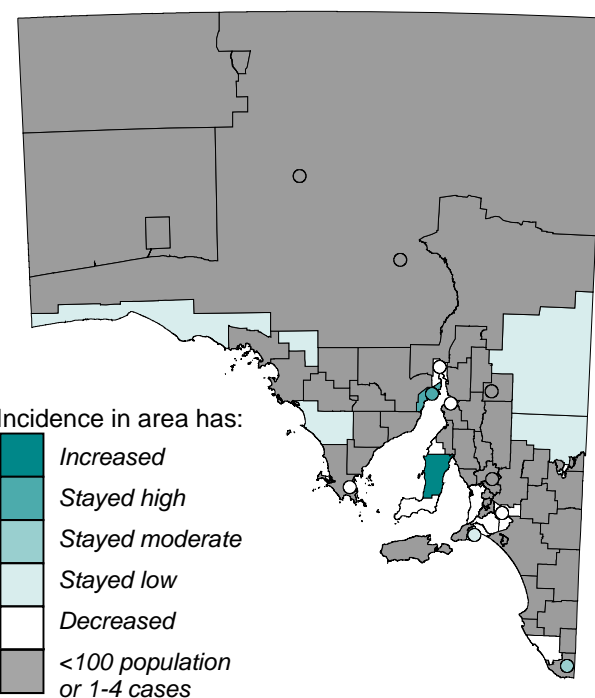 Incidence in area has:
Increased
Stayed high
Stayed moderate
Stayed low
Decreased
<100 population
or 1-4 cases